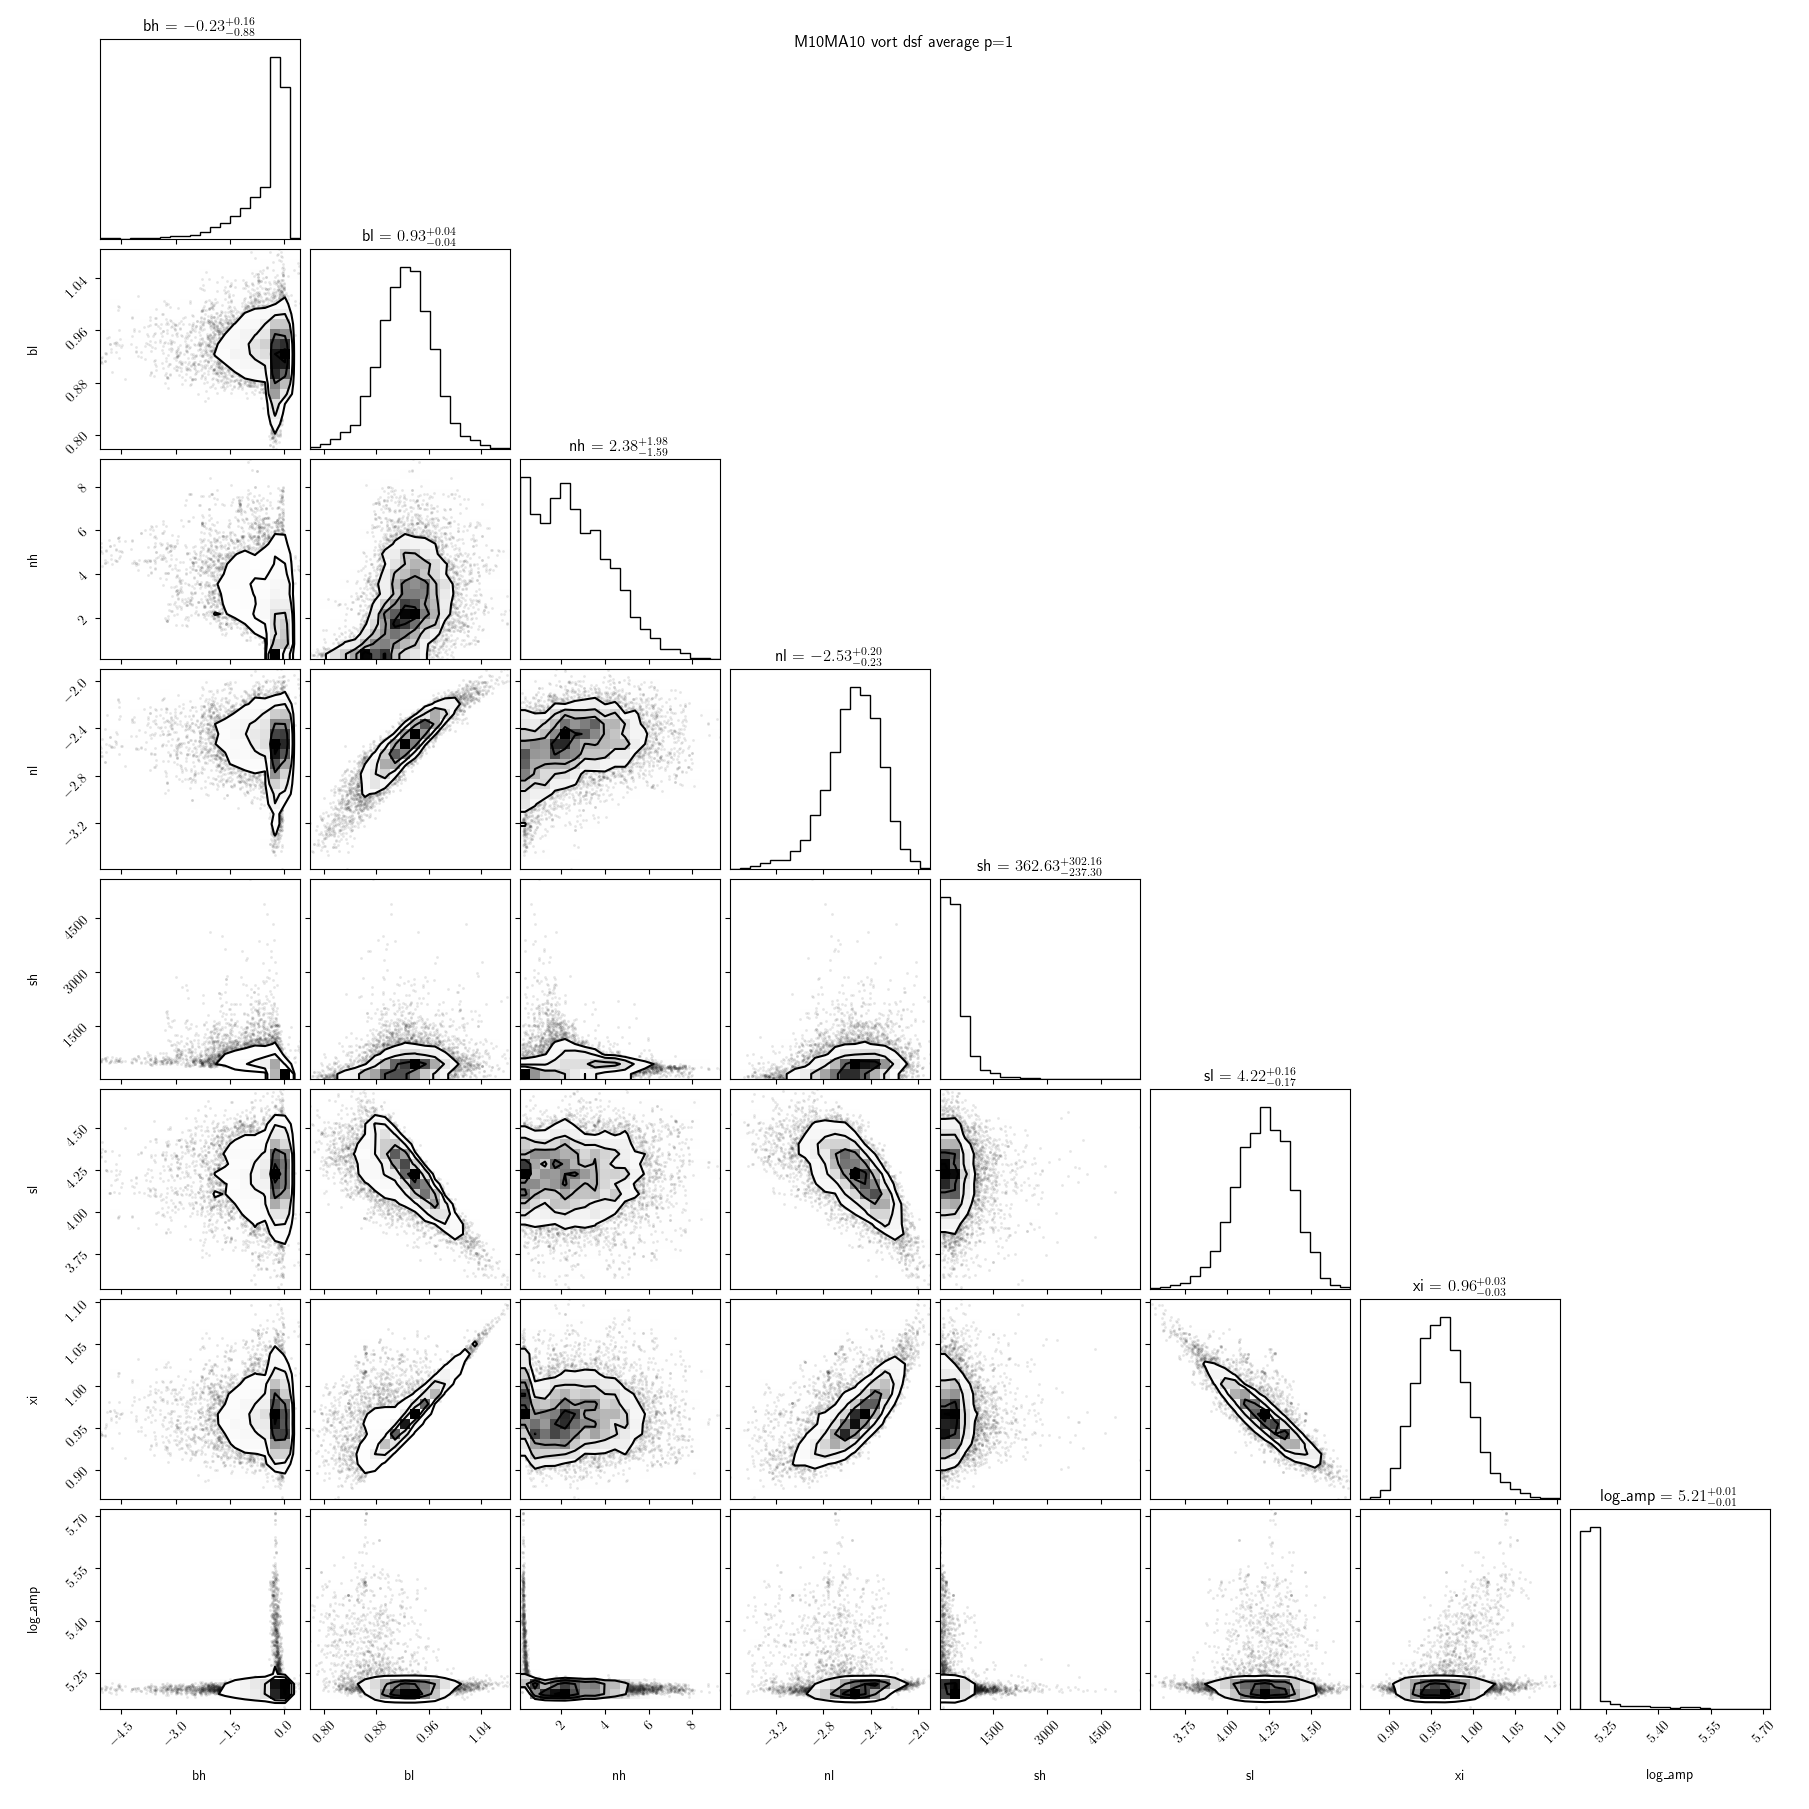 M10MA10 vort dsf average p=1
bh = −0.23+0.16 −0.88
bl = 0.93+0.04 −0.04
nh = 2.38+1.98 −1.59
nl = −2.53+0.20 −0.23
sh = 362.63+302.16 −237.30
sl = 4.22+0.16 −0.17
xi = 0.96+0.03 −0.03
log_amp = 5.21+0.01 −0.01
1.04
0.96
0.88
0.80
bl
8
6
4
2
nh
−2.0
−2.4
−2.8
−3.2
nl
4500
3000
1500
sh
4.50
4.25
4.00
3.75
sl
1.10
1.05
1.00
0.95
0.90
xi
5.70
5.55
5.40
5.25
log_amp
−4.5 −3.0 −1.5 0.0
0.80 0.88 0.96 1.04
2 4 6 8
−3.2 −2.8 −2.4 −2.0
1500 3000 4500
3.75 4.00 4.25 4.50
0.90 0.95 1.00 1.05 1.10
5.25 5.40 5.55 5.70
bh bl nh nl sh sl xi log_amp